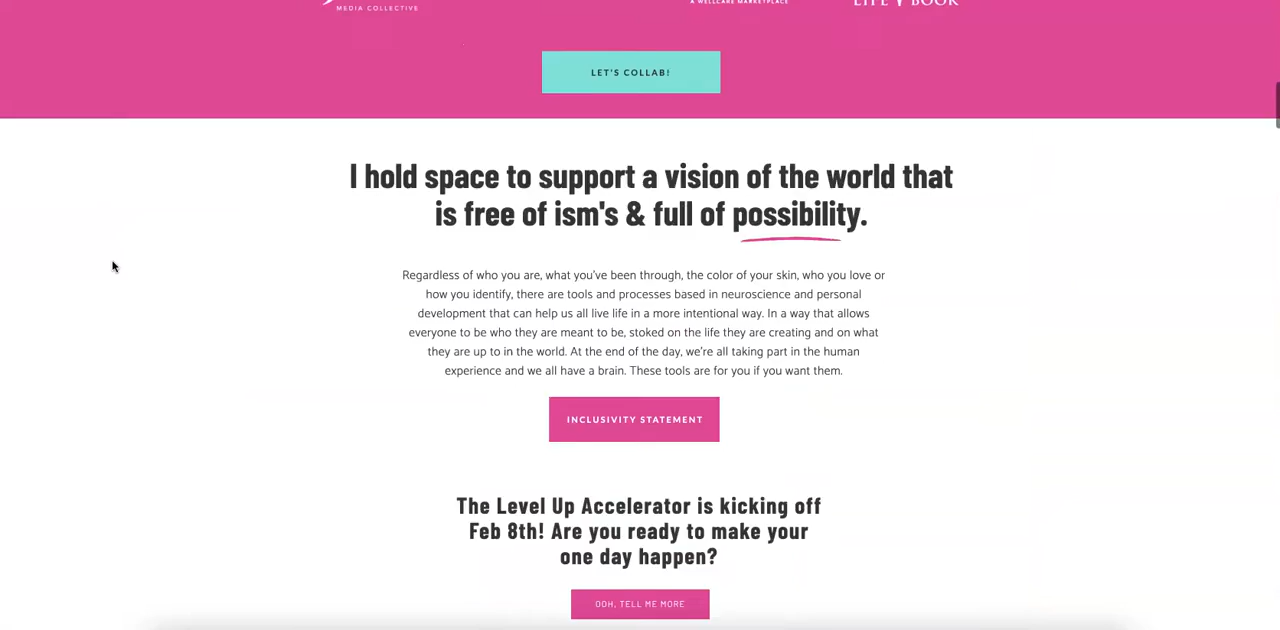 MEDIA COLLECTIVE
A WELLCARE MARKETPLACE
LIFE BOOK
LET'S COLLAB!
I hold space to support a vision of the world that
is free of ism's & full of possibility.
Regardless of who you are, what you've been through, the color of your skin, who you love or
how you identify, there are tools and processes based in neuroscience and personal
development that can help us all live life in a more intentional way. In a way that allows
everyone to be who they are meant to be, stoked on the life they are creating and on what
they are up to in the world. At the end of the day, we're all taking part in the human
experience and we all have a brain. These tools are for you if you want them.
INCLUSIVITY STATEMENT
The Level Up Accelerator is kicking off
Feb 8th! Are you ready to make your
one day happen?
OOH, TELL ME MORE